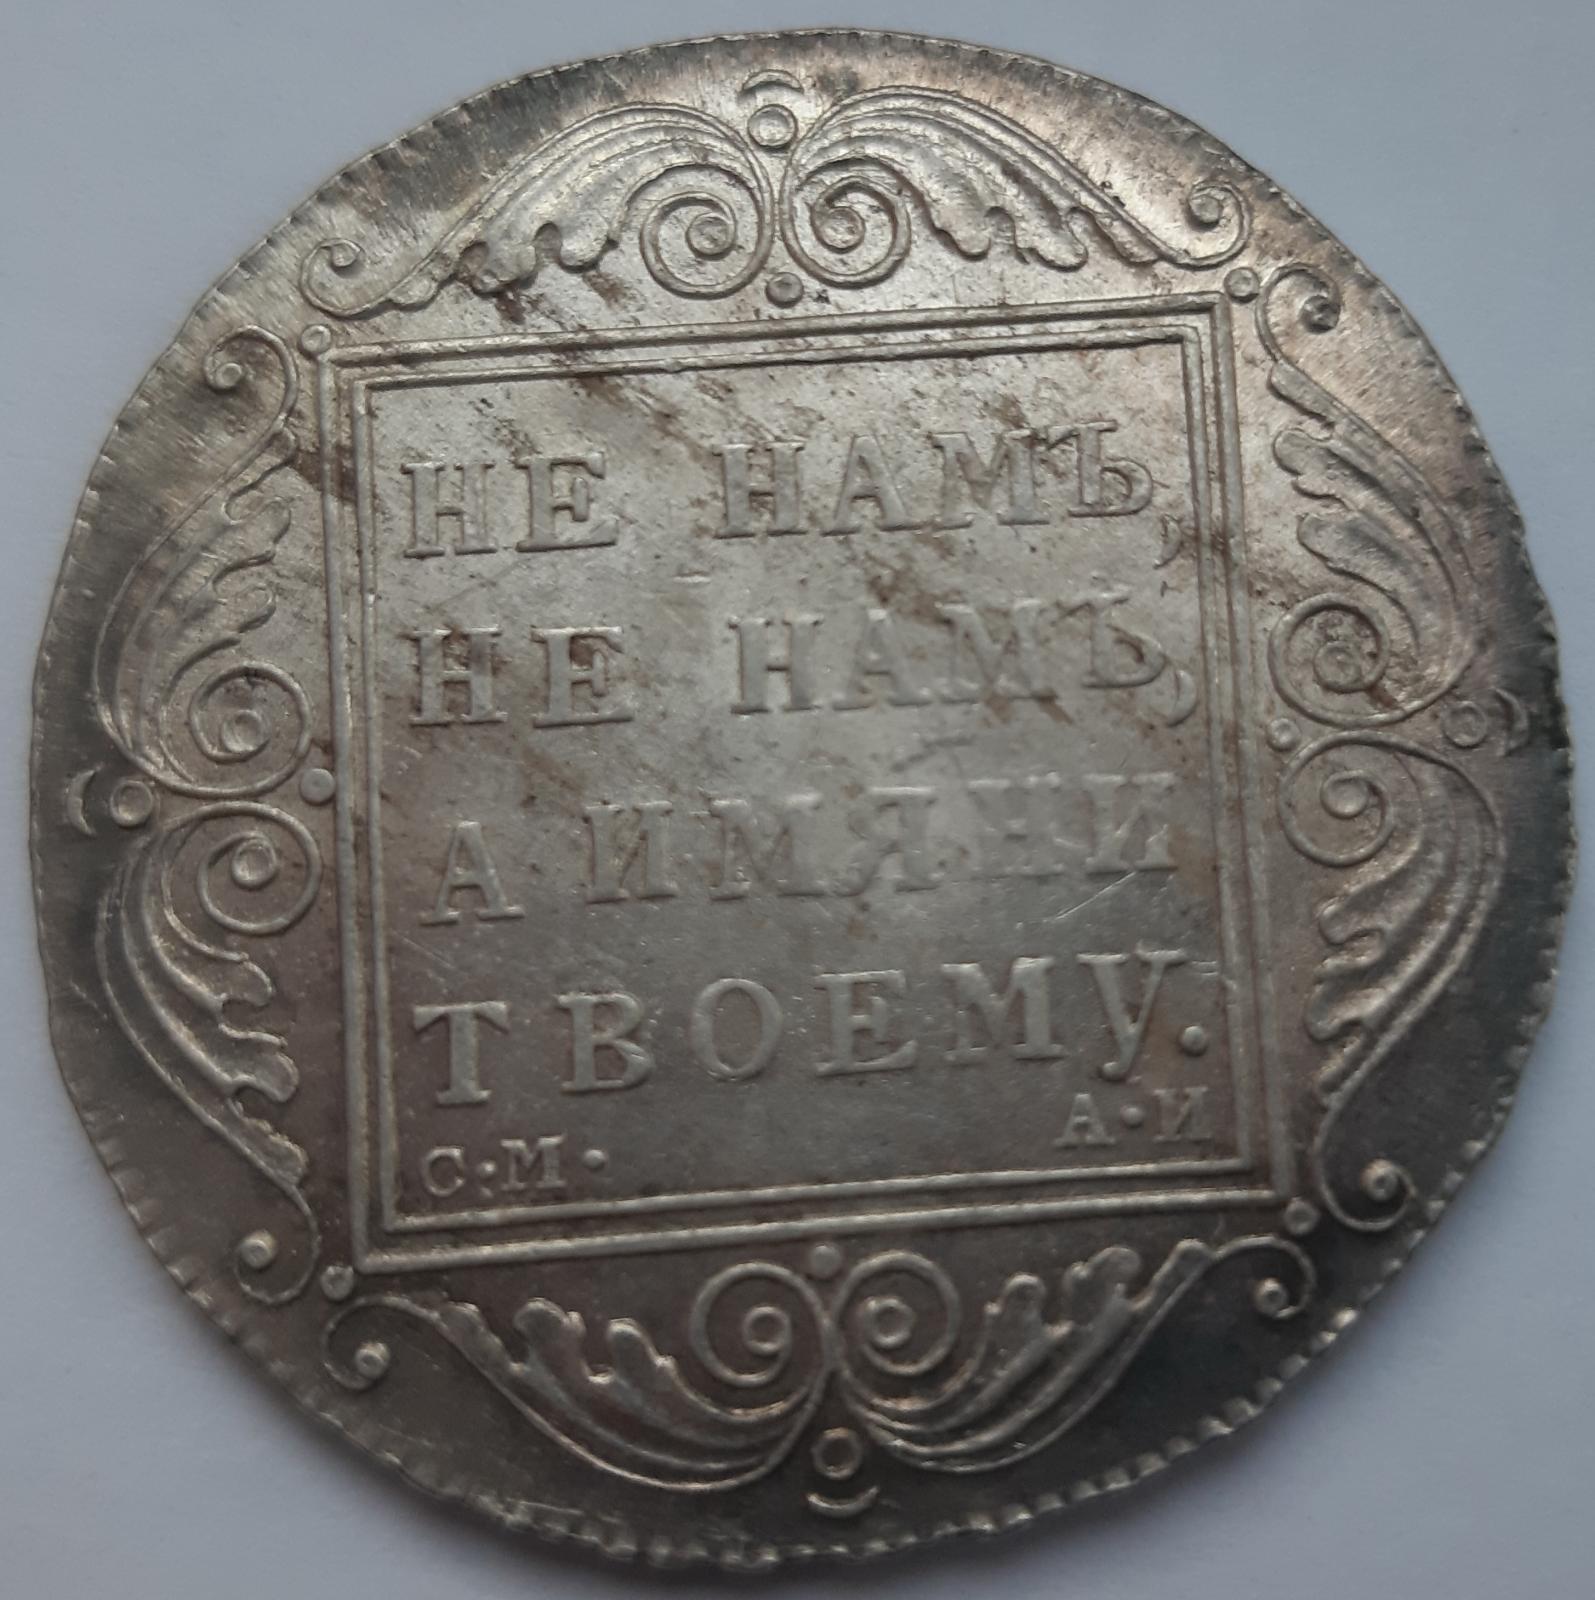 НЕ НАМЪ,
НЕ НАМЪ,
А ИМЯНИ
ТВОЕМУ.
С·М· А·И